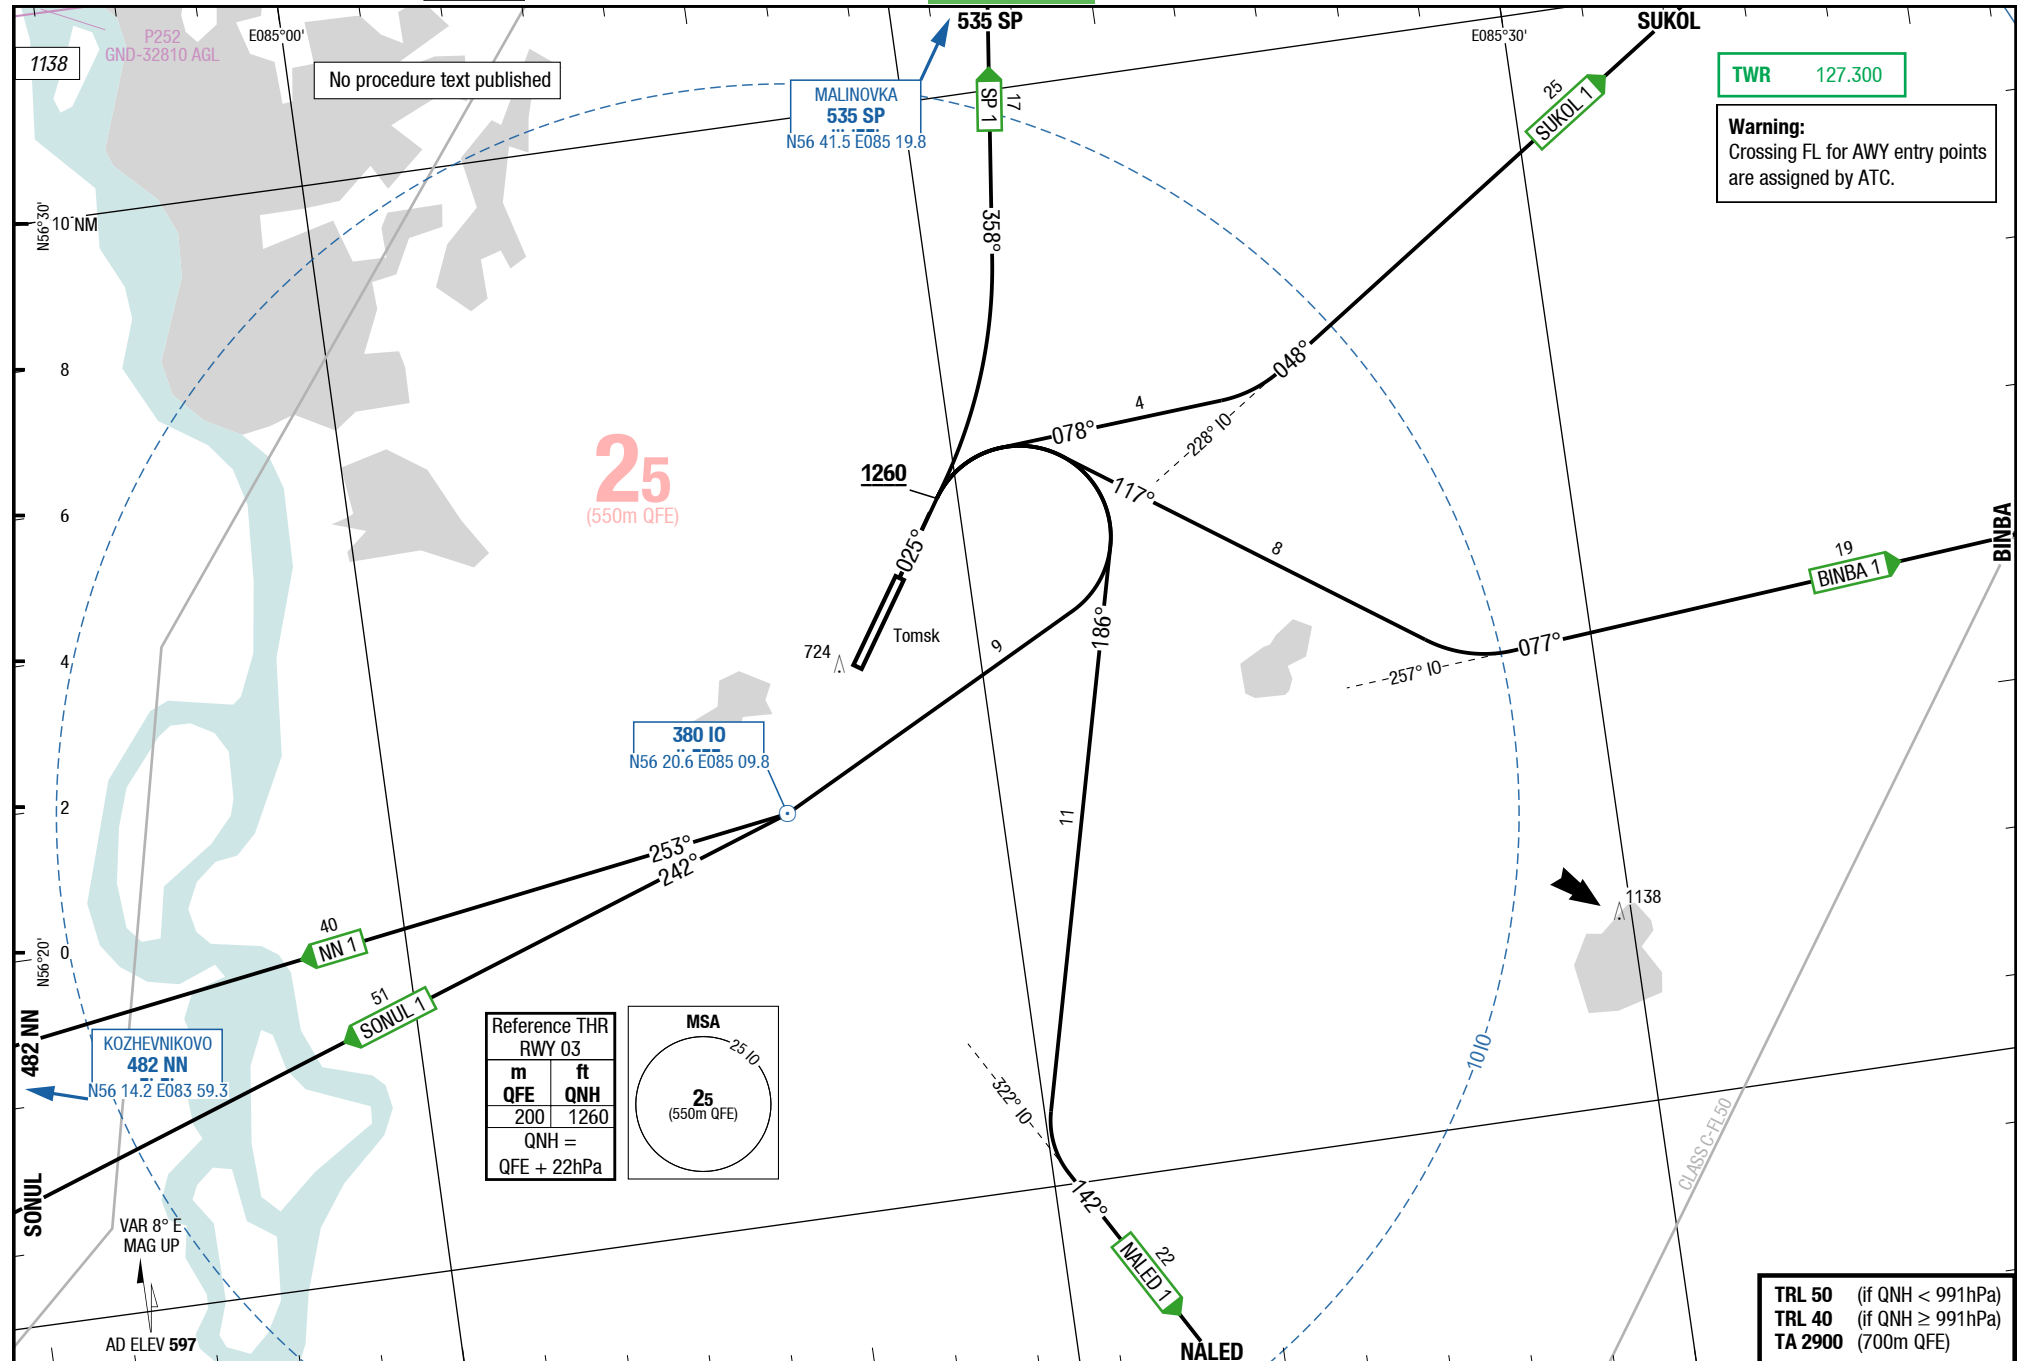 535 SP
SUKOL
P252
GND-32810 AGL
E085°00'
E085°30'
1138
No procedure text published
MALINOVKA
535 SP
N56 41.5 E085 19.8
SP 1
17
25
SUKOL 1
TWR 127.300
Warning:
Crossing FL for AWY entry points
are assigned by ATC.
N56°30'
10 NM
358°
8
048°
4
078°
228° IO
25
(550m QFE)
1260
117°
6
025°
8
BINBA
19
BINBA 1
Tomsk
724
4
9
186°
077°
257° IO
380 IO
N56 20.6 E085 09.8
2
11
253°
242°
1138
40
NN 1
N56°20'
0
51
SONUL 1
482 NN
KOZHEVNIKOVO
482 NN
N56 14.2 E083 59.3
Reference THR
RWY 03
m ft
QFE QNH
200 1260
QNH =
QFE + 22hPa
MSA
25 IO
25
(550m QFE)
322° IO
10 IO
CLASS C-FL50
SONUL
142°
VAR 8° E
MAG UP
22
NALED 1
AD ELEV 597
NALED
TRL 50 (if QNH < 991hPa)
TRL 40 (if QNH ≥ 991hPa)
TA 2900 (700m QFE)